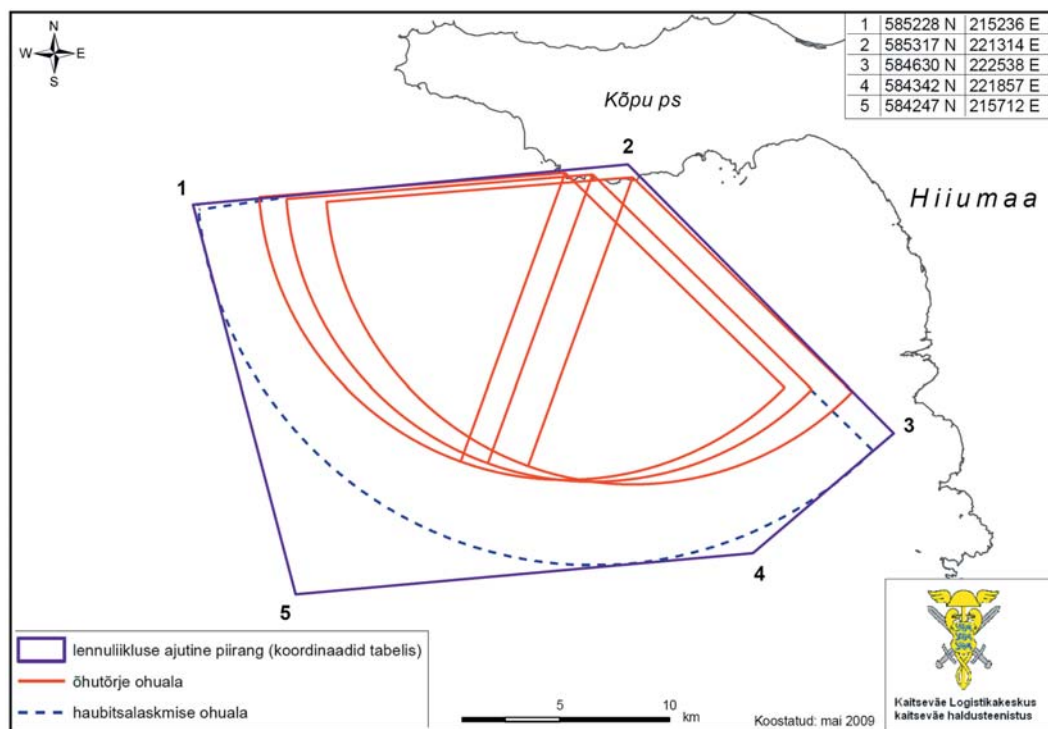 N
W E
S
1 585228 N 215236 E
2 585317 N 221314 E
3 584630 N 222538 E
4 584342 N 221857 E
5 584247 N 215712 E
Kõpu ps
2
1
Hiiumaa
3
4
5
lennuliikluse ajutine piirang (koordinaadid tabelis)
õhutõrje ohuala
haubitsalaskmise ohuala
5 10
km
Koostatud: mai 2009
Kaitseväe Logistikakeskus
kaitseväe haldusteenistus